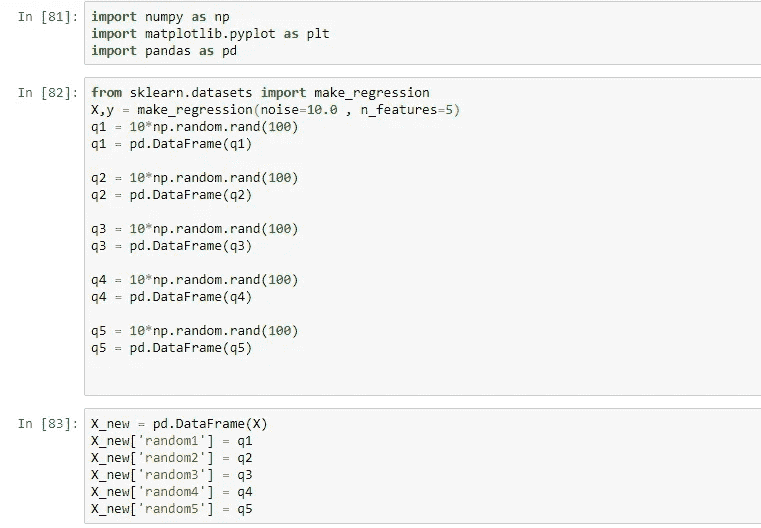 In [81]: import numpy as np
import matplotlib.pyplot as plt
import pandas as pd
In [82]: from sklearn.datasets import make_regression
X,y = make_regression(noise=10.0 , n_features=5)
q1 = 10*np.random.rand(100)
q1 = pd.DataFrame(q1)
q2 = 10*np.random.rand(100)
q2 = pd.DataFrame(q2)
q3 = 10*np.random.rand(100)
q3 = pd.DataFrame(q3)
q4 = 10*np.random.rand(100)
q4 = pd.DataFrame(q4)
q5 = 10*np.random.rand(100)
q5 = pd.DataFrame(q5)
In [83]: X_new = pd.DataFrame(X)
X_new['random1'] = q1
X_new['random2'] = q2
X_new['random3'] = q3
X_new['random4'] = q4
X_new['random5'] = q5